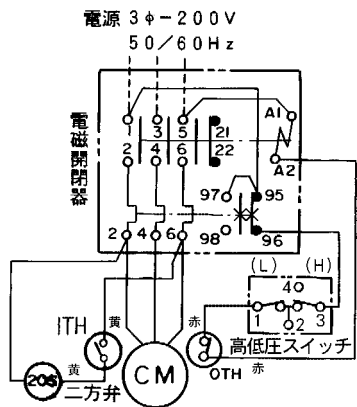 電源 3φ-200V
50/60Hz
電磁開閉器
3
5
21
A1
2
4
6
22
A2
97
95
98
96
2
4
6
(L)
(H)
4
1
2
3
ITH
黄
赤
高低圧スイッチ
20S
黄
二方弁
CM
OTH
赤